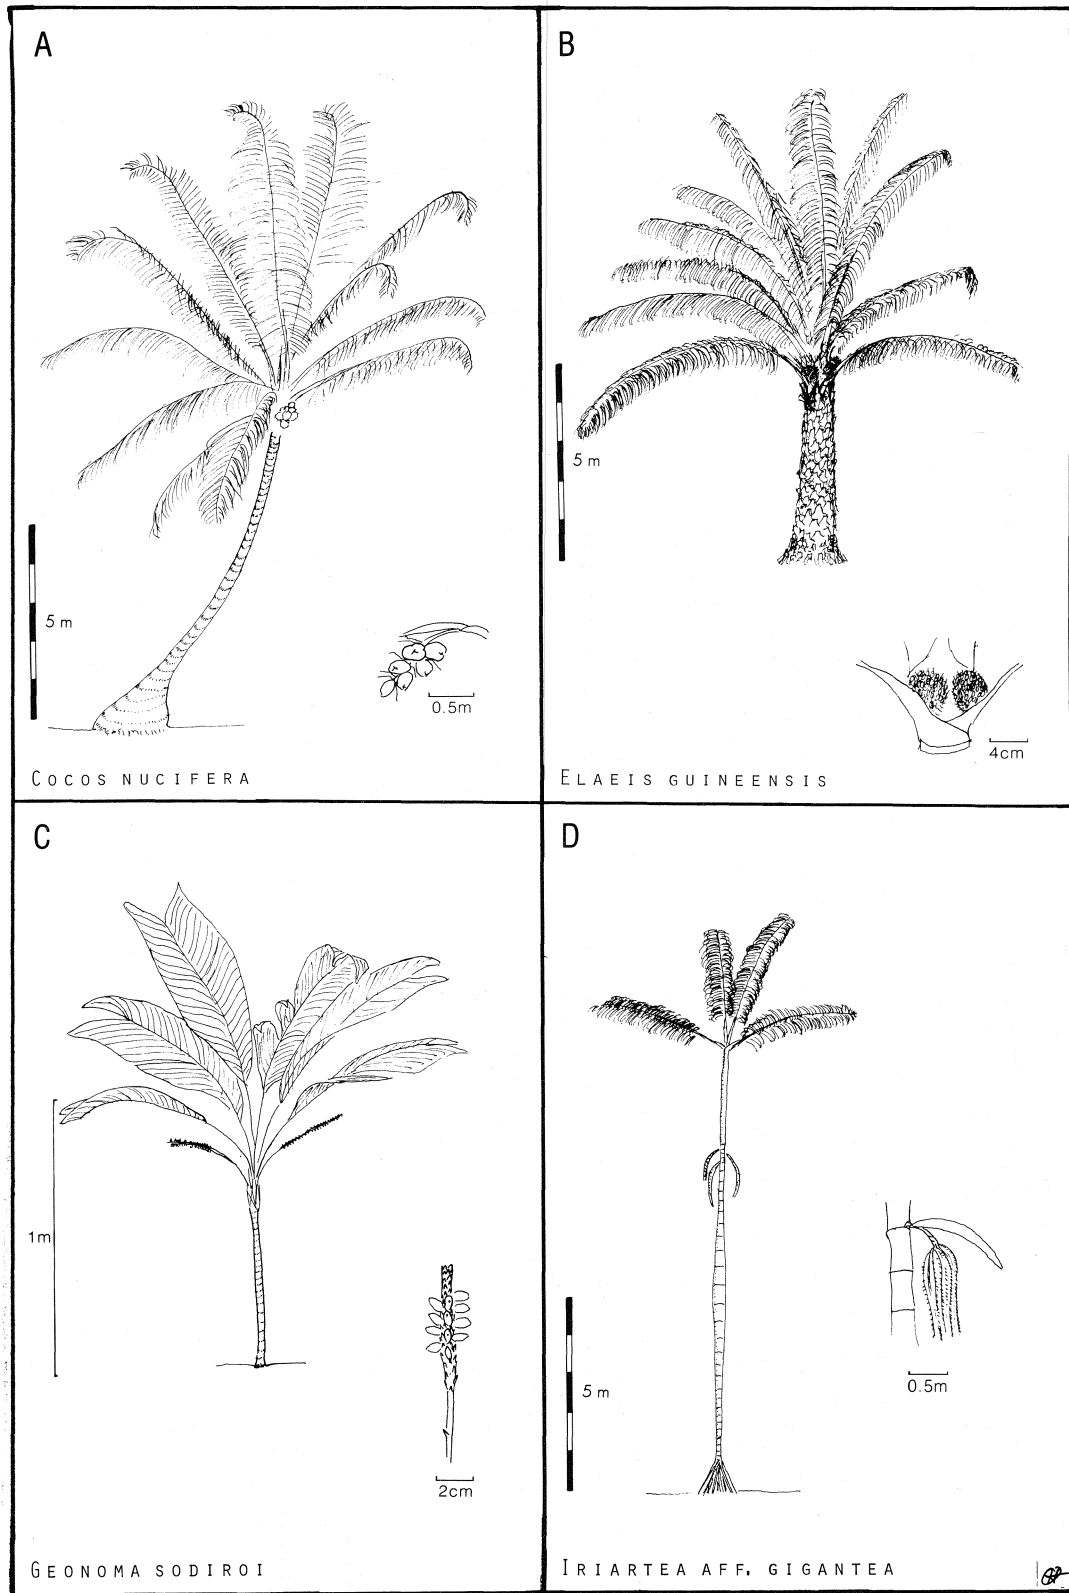 A
5 m
0.5m
COCOS NUCIFERA
B
5 m
4cm
ELAEIS GUINEENSIS
C
1m
2cm
GEONOMA SODIROI
D
5 m
0.5m
IRIARTEA AFF. GIGANTEA